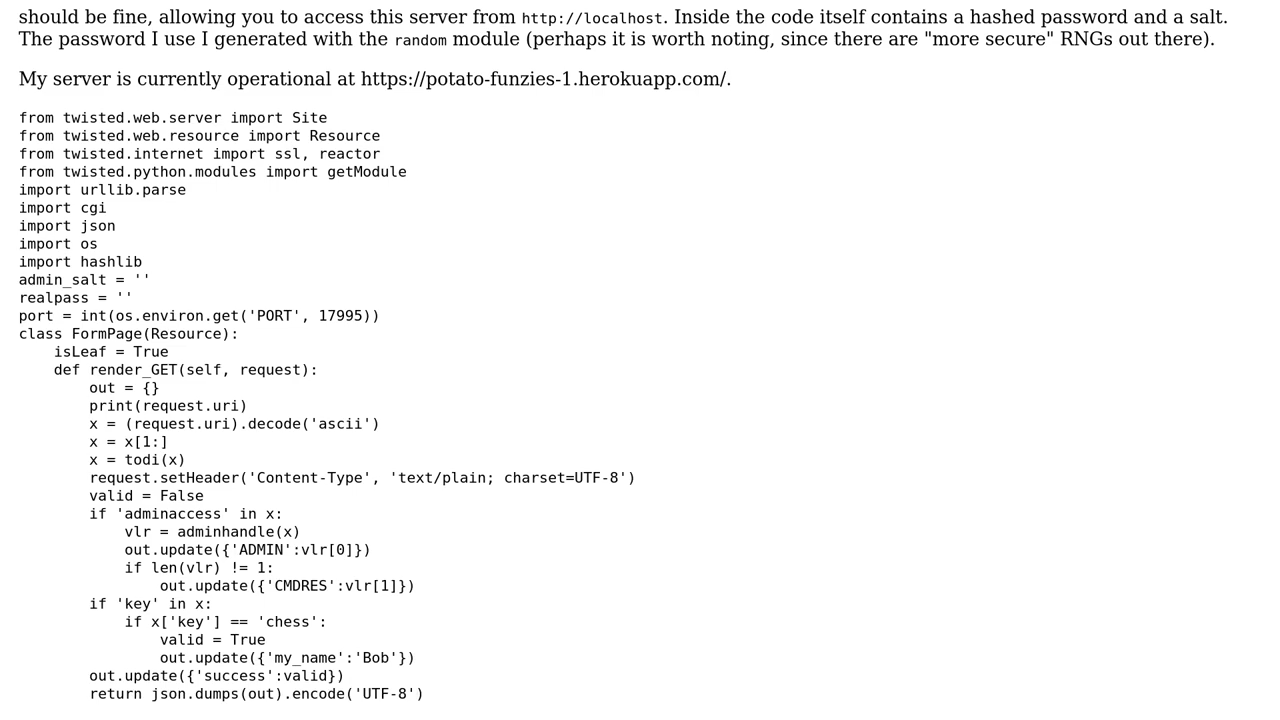 should be fine, allowing you to access this server from http://localhost. Inside the code itself contains a hashed password and a salt.
The password I use I generated with the random module (perhaps it is worth noting, since there are "more secure" RNGs out there).
My server is currently operational at https://potato-funzies-1.herokuapp.com/.
from twisted.web.server import Site
from twisted.web.resource import Resource
from twisted.internet import ssl, reactor
from twisted.python.modules import getModule
import urllib.parse
import cgi
import json
import os
import hashlib
admin_salt = ''
realpass = ''
port = int(os.environ.get('PORT', 17995))
class FormPage(Resource):
    isLeaf = True
    def render_GET(self, request):
        out = {}
        print(request.uri)
        x = (request.uri).decode('ascii')
        x = x[1:]
        x = todi(x)
        request.setHeader('Content-Type', 'text/plain; charset=UTF-8')
        valid = False
        if 'adminaccess' in x:
            vlr = adminhandle(x)
            out.update({'ADMIN':vlr[0]})
            if len(vlr) != 1:
                out.update({'CMDRES':vlr[1]})
        if 'key' in x:
            if x['key'] == 'chess':
                valid = True
                out.update({'my_name':'Bob'})
        out.update({'success':valid})
        return json.dumps(out).encode('UTF-8')